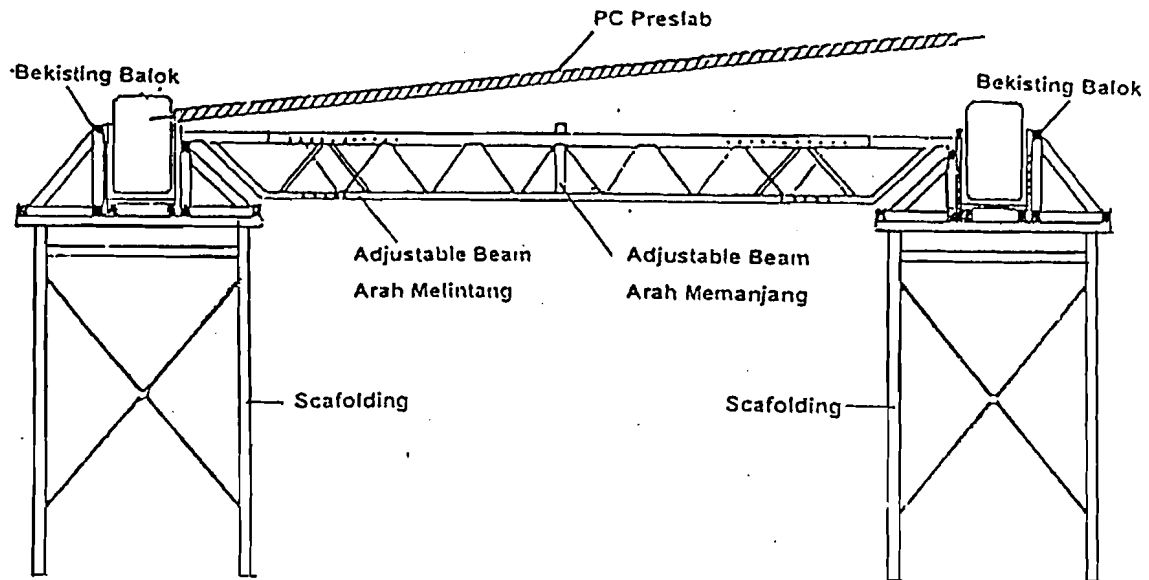 PC Preslab
Bekisting Balok
Bekisting Balok
Adjustable Beam
Arah Melintang
Adjustable Beam
Arah Memanjang
Scafolding
Scafolding